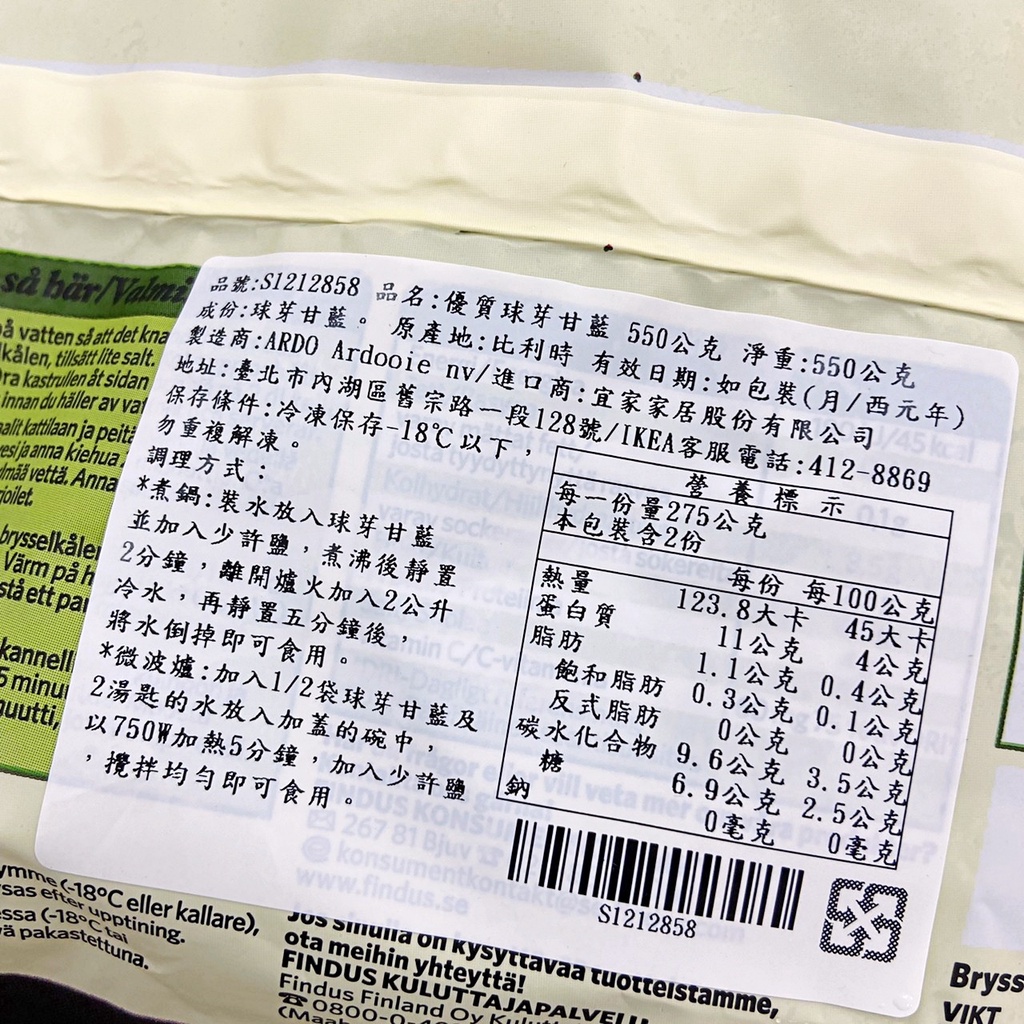 så bär/Valmi
på vatten så att det kna
lkålen, tillsätt lite salt.
kastrullen åt sidan
innan du häller av vat
kattilaan ja peitä
ja anna kiehua
vettä. Anna
brysselkåle
Värm på h
stå ett par
kannell
5 minu
品號:S1212858 品名:優質球芽甘藍 550公克 淨重:550公克
成份:球芽甘藍。 原產地:比利時 有效日期:如包裝(月/西元年)
製造商:ARDO Ardooie nv/進口商:宜家家居股份有限公司
地址:臺北市內湖區舊宗路一段128號/IKEA客服電話:412-8869
保存條件:冷凍保存-18℃以下,
勿重複解凍。
調理方式:
*煮鍋:裝水放入球芽甘藍
並加入少許鹽,煮沸後靜置
2分鐘,離開爐火加入2公升
冷水,再靜置五分鐘後,
將水倒掉即可食用。
*微波爐:加入1/2袋球芽甘藍及
2湯匙的水放入加蓋的碗中,
以750W加熱5分鐘,加入少許鹽
,攪拌均勻即可食用。
營養標示
每一份量275公克
本包裝含2份
每份 每100公克
熱量 123.8大卡 45大卡
蛋白質 11公克 4公克
脂肪 1.1公克 0.4公克
飽和脂肪 0.3公克 0.1公克
反式脂肪 0公克 0公克
碳水化合物 9.6公克 3.5公克
糖 6.9公克 2.5公克
鈉 0毫克 0毫克
S1212858
267 81 Bjuv
www.findus.se
(-18°C eller kallare),
efter upptining.
(-18°C tai
pakastettuna.
Jos sinulla on kysyttävää tuotteistamme,
ota meihin yhteyttä!
FINDUS KULUTTAJAPALVELU
Findus Finland Oy
Bryss
VIKT